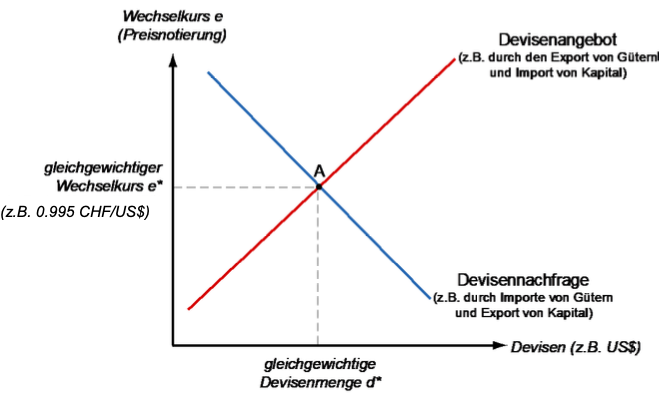 Wechselkurs e
(Preisnotierung)
Devisenangebot
(z.B. durch den Export von Gütern
und Import von Kapital)
A
gleichgewichtiger
Wechselkurs e*
(z.B. 0.995 CHF/US$)
Devisennachfrage
(z.B. durch Importe von Gütern
und Export von Kapital)
Devisen (z.B. US$)
gleichgewichtige
Devisenmenge d*